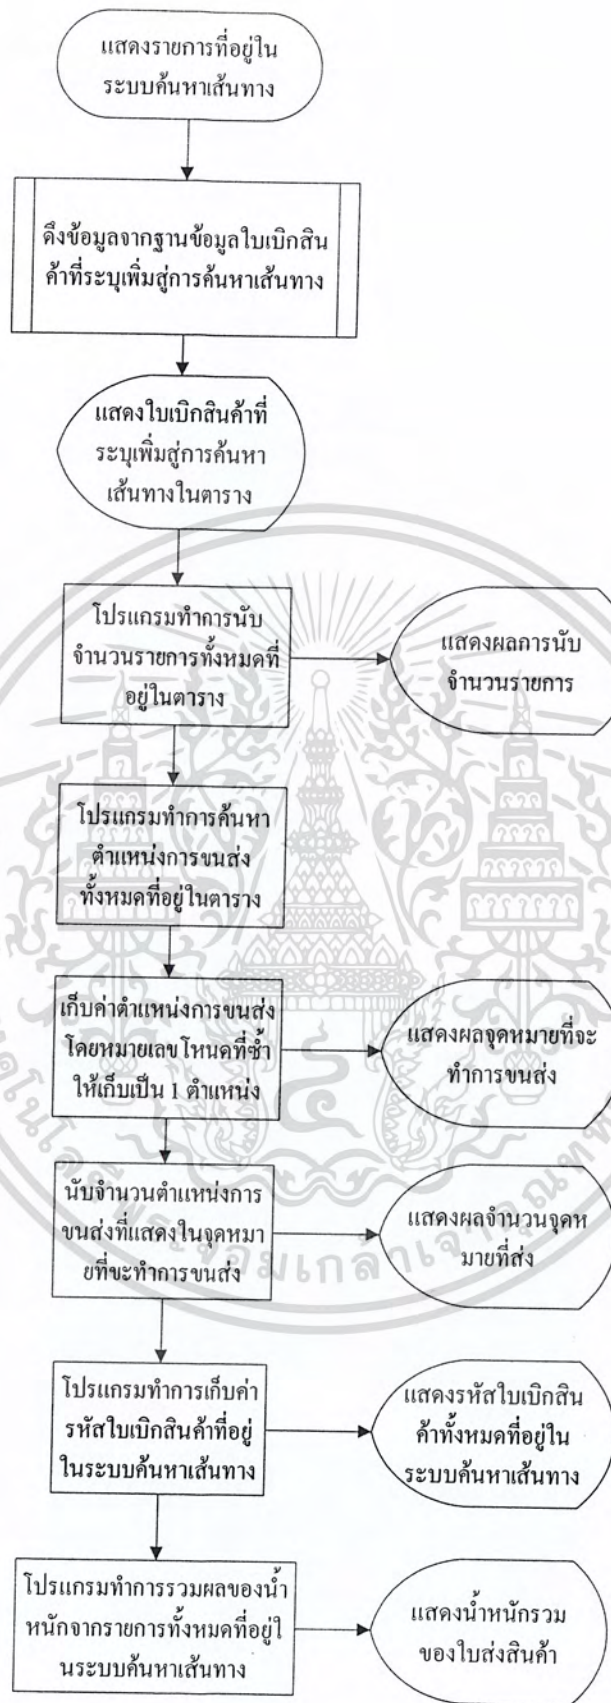 แสดงรายการที่อยู่ใน
ระบบค้นหาเส้นทาง
ดึงข้อมูลจากฐานข้อมูลใบเบิกสิน
ค้าที่ระบุเพิ่มสู่การค้นหาเส้นทาง
แสดงใบเบิกสินค้าที่
ระบุเพิ่มสู่การค้นหา
เส้นทางในตาราง
โปรแกรมทำการนับ
จำนวนรายการทั้งหมดที่
อยู่ในตาราง
แสดงผลการนับ
จำนวนรายการ
โปรแกรมทำการค้นหา
ตำแหน่งการขนส่ง
ทั้งหมดที่อยู่ในตาราง
เก็บค่าตำแหน่งการขนส่ง
โดยหมายเลขโหนดที่ซ้ำ
ให้เก็บเป็น 1 ตำแหน่ง
แสดงผลจุดหมายที่จะ
ทำการขนส่ง
นับจำนวนตำแหน่งการ
ขนส่งที่แสดงในจุดหมา
ยที่ขะทำการขนส่ง
แสดงผลจำนวนจุดห
มายที่ส่ง
โปรแกรมทำการเก็บค่า
รหัสใบเบิกสินค้าที่อยู่
ในระบบค้นหาเส้นทาง
แสดงรหัสใบเบิกสิน
ค้าทั้งหมดที่อยู่ใน
ระบบค้นหาเส้นทาง
โปรแกรมทำการรวมผลของน้ำ
หนักจากรายการทั้งหมดที่อยู่ใ
นระบบค้นหาเส้นทาง
แสดงน้ำหนักรวม
ของใบส่งสินค้า